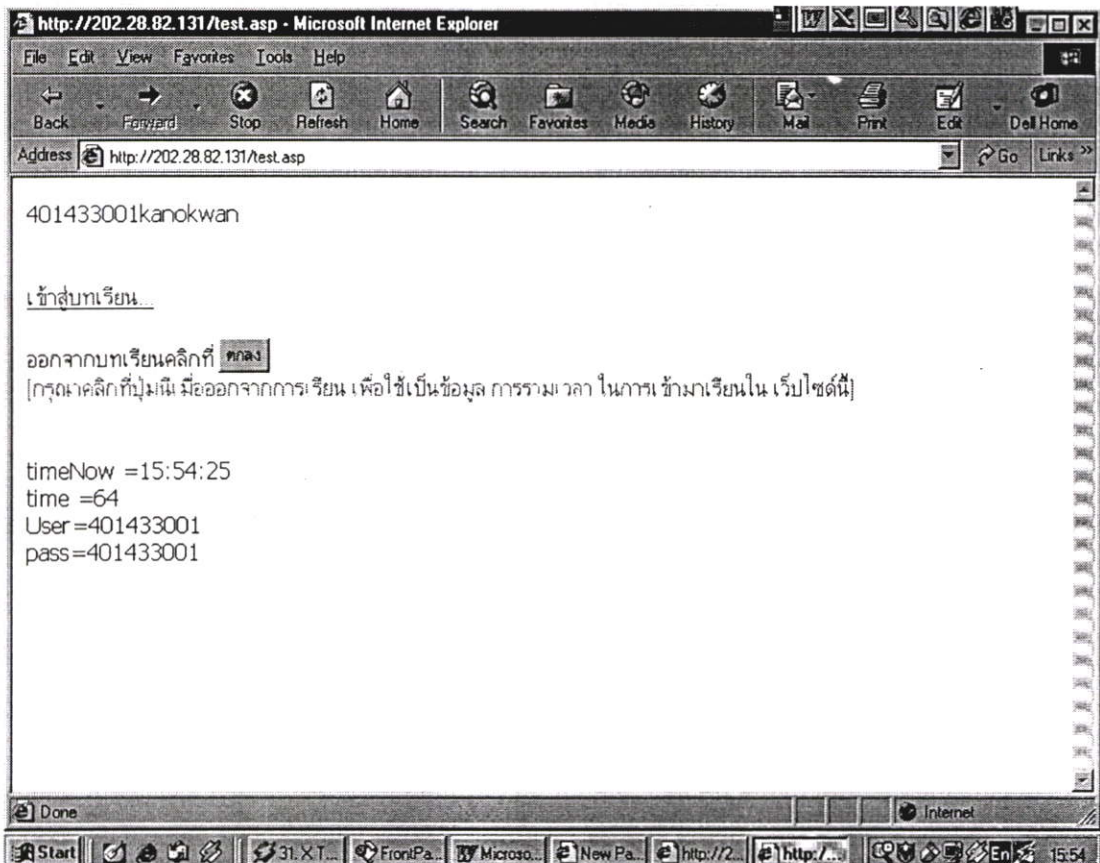 http://202.28.82.131/test.asp - Microsoft Internet Explorer
File Edit View Favorites Tools Help
Back Forward Stop Refresh Home Search Favorites Media History Mail Print Edit Dell Home
Address http://202.28.82.131/test.asp Go Links »
401433001kanokwan
เข้าสู่บทเรียน...
ออกจากบทเรียนคลิกที่ ตกลง
[กรุณาคลิกที่ปุ่มนี้เมื่อออกจากการเรียน เพื่อใช้เป็นข้อมูล การรวมเวลา ในการเข้ามาเรียนใน เว็ปไซด์นี้]
timeNow =15:54:25
time =64
User=401433001
pass=401433001
Done Internet
Start 31. X T... FrontPa... Microso... New Pa... http://2... http:/... En 15:54